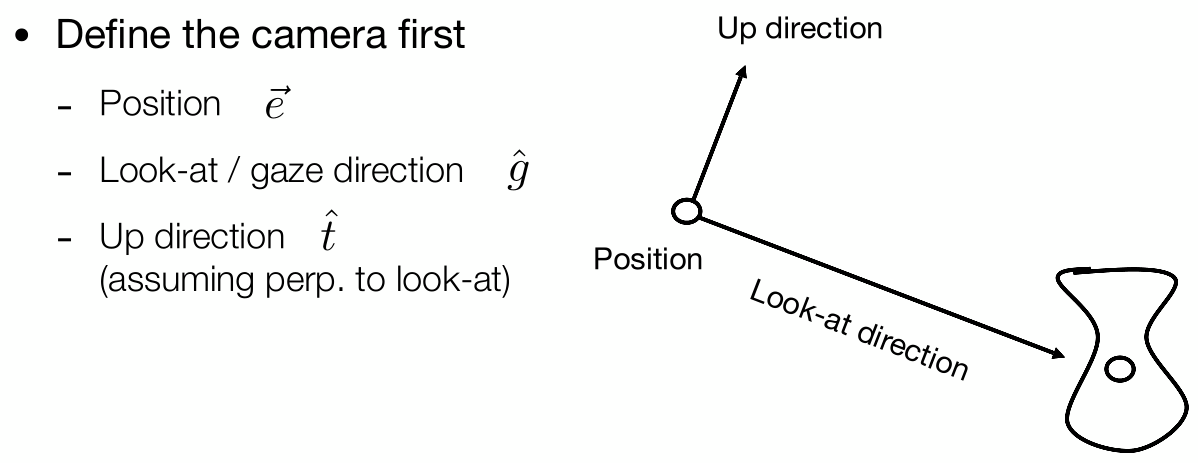 • Define the camera first
- Position $\vec{e}$
- Look-at / gaze direction $\hat{g}$
- Up direction $\hat{t}$
(assuming perp. to look-at)
Up direction
Position
Look-at direction